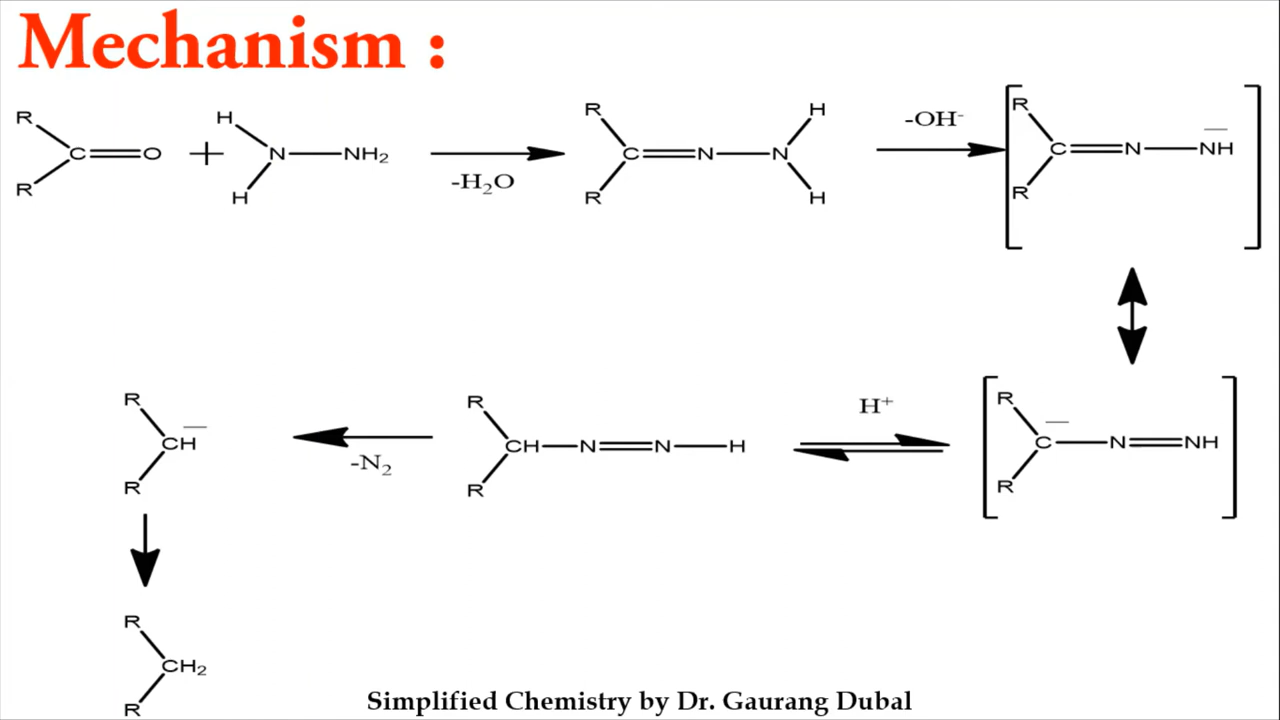 Mechanism :
R
R
C
O
+
H
H
N
NH₂
-H₂O
R
R
C
N
N
H
H
-OH⁻
R
R
C
N
NH
R
R
C
N
NH
H⁺
R
R
CH
N
N
H
-N₂
R
R
CH
R
R
CH₂
Simplified Chemistry by Dr. Gaurang Dubal